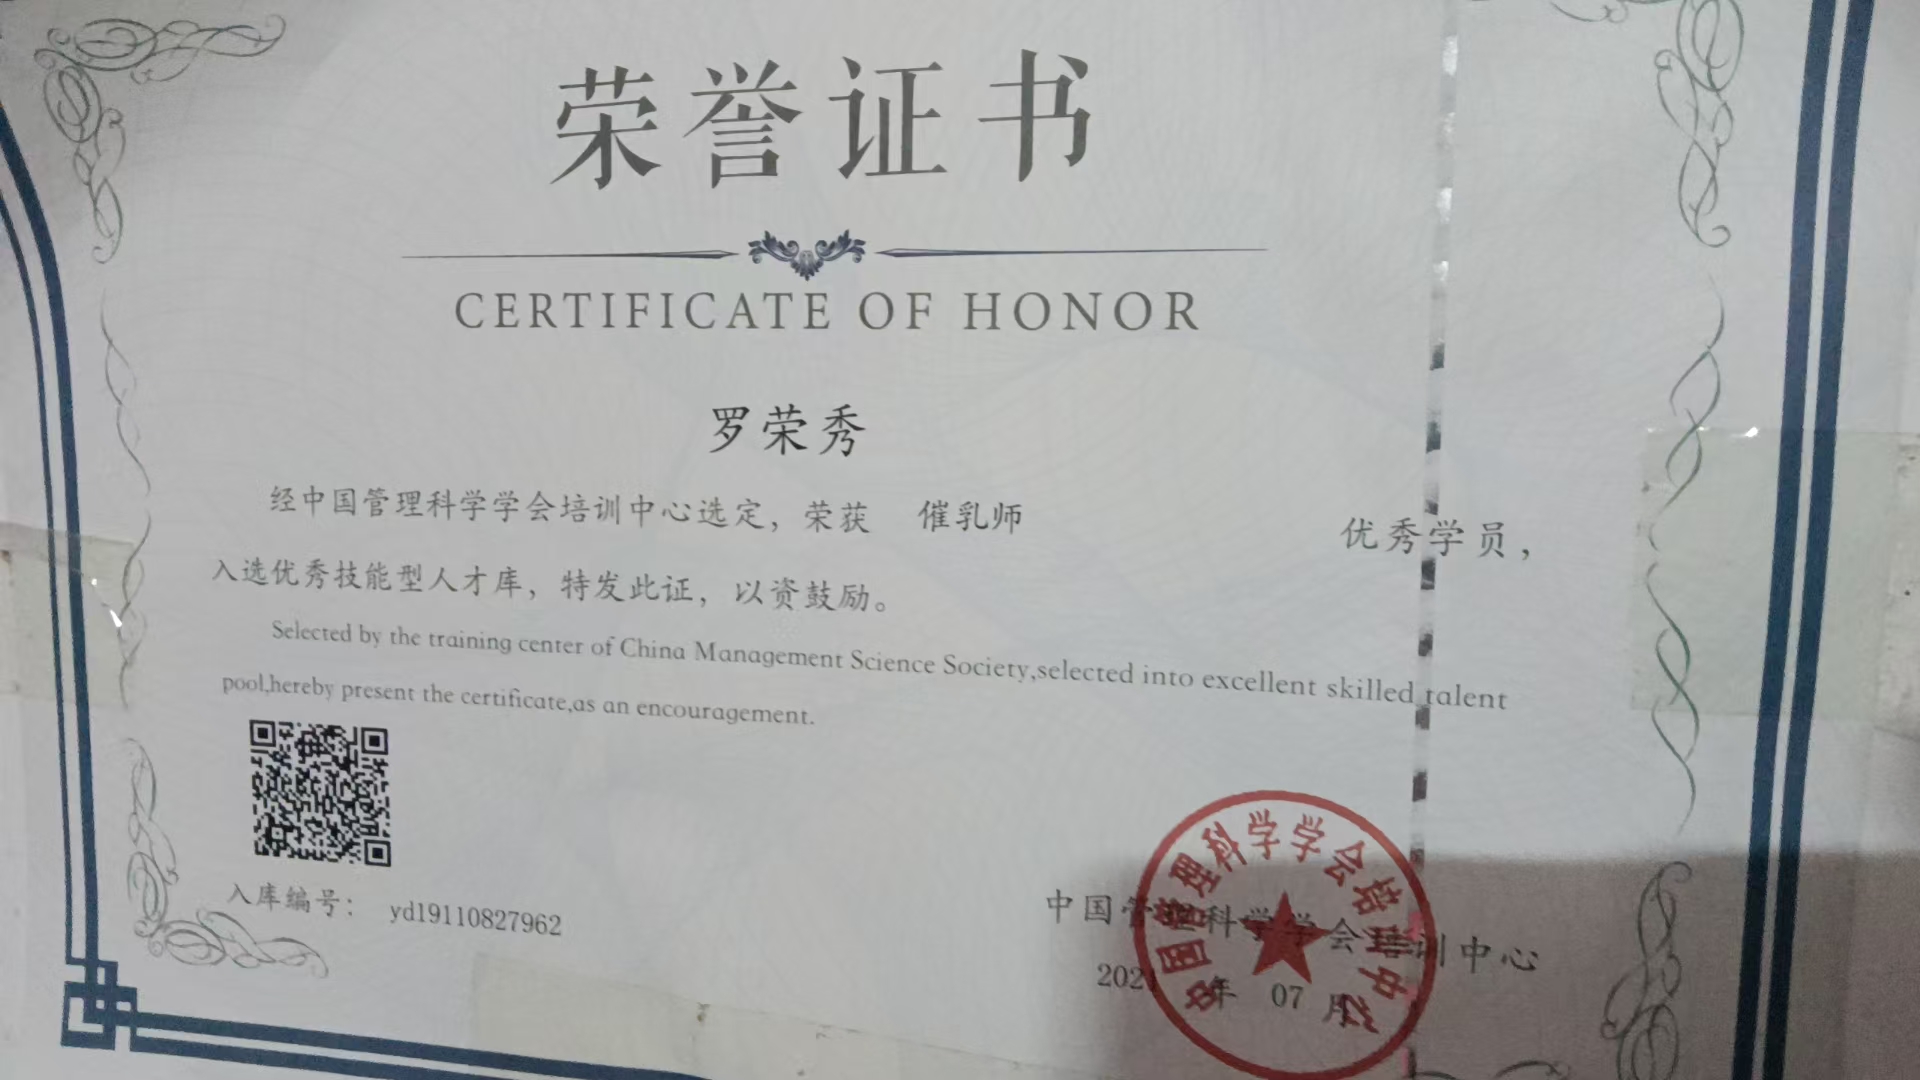 荣誉证书
CERTIFICATE OF HONOR
罗荣秀
经中国管理科学学会培训中心选定，荣获 催乳师 优秀学员，
入选优秀技能型人才库，特发此证，以资鼓励。
Selected by the training center of China Management Science Society,selected into excellent skilled talent
pool,hereby present the certificate,as an encouragement.
入库编号： yd19110827962
中国管理科学学会培训中心
2021 年 07 月
中国管理科学学会培训中心